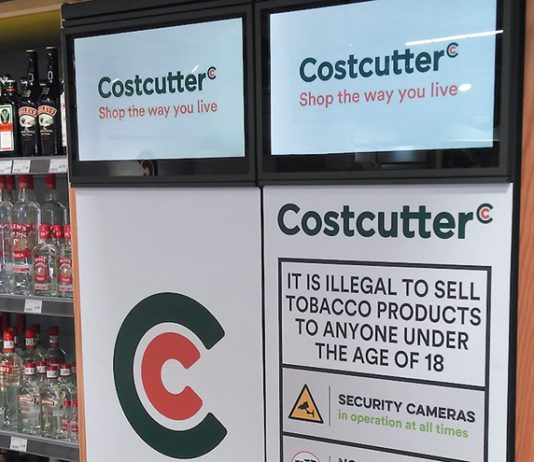 Costcutter C
Shop the way you live
Costcutter C
Shop the way you live
Costcutter C
IT IS ILLEGAL TO SELL
TOBACCO PRODUCTS
TO ANYONE UNDER
THE AGE OF 18
SECURITY CAMERAS
in operation at all times